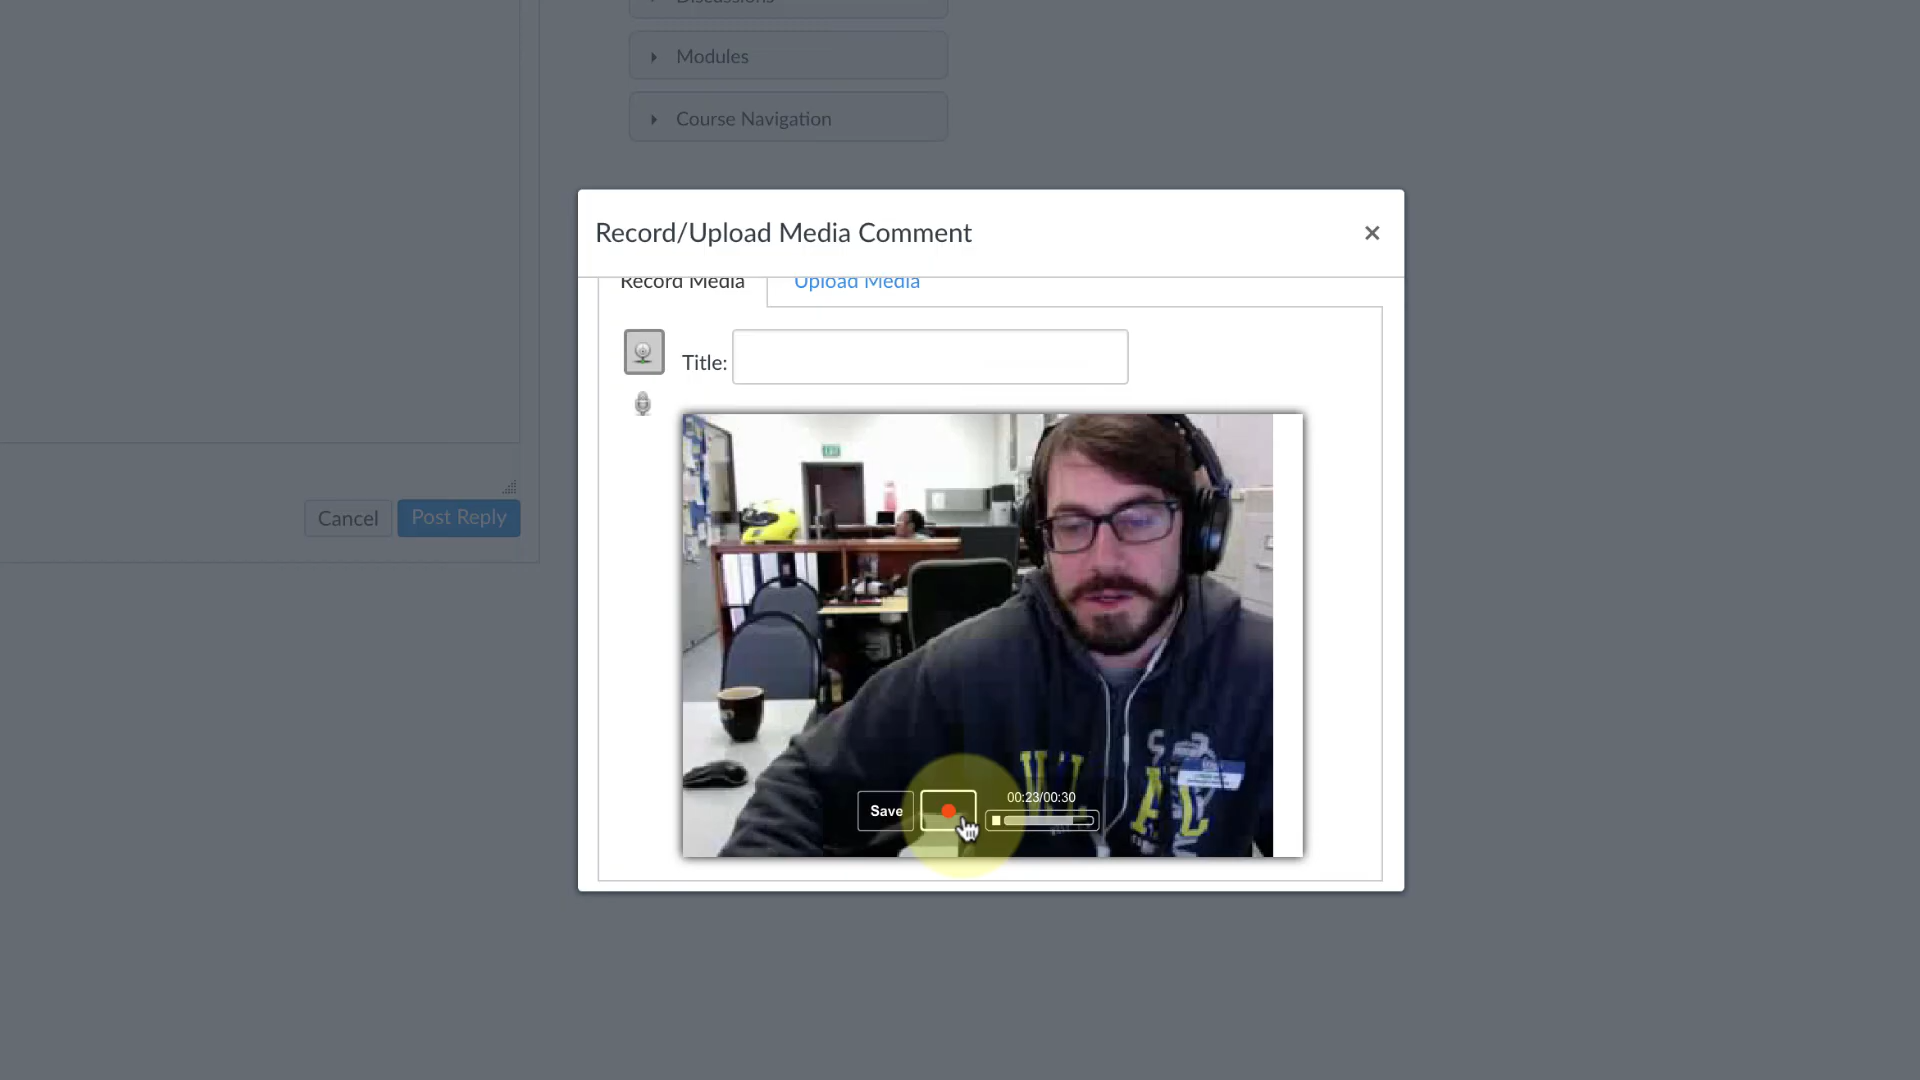 Discussions
Modules
Course Navigation
Record/Upload Media Comment
×
Record Media
Upload Media
Title:
Cancel
Post Reply
Save
00:23/00:30